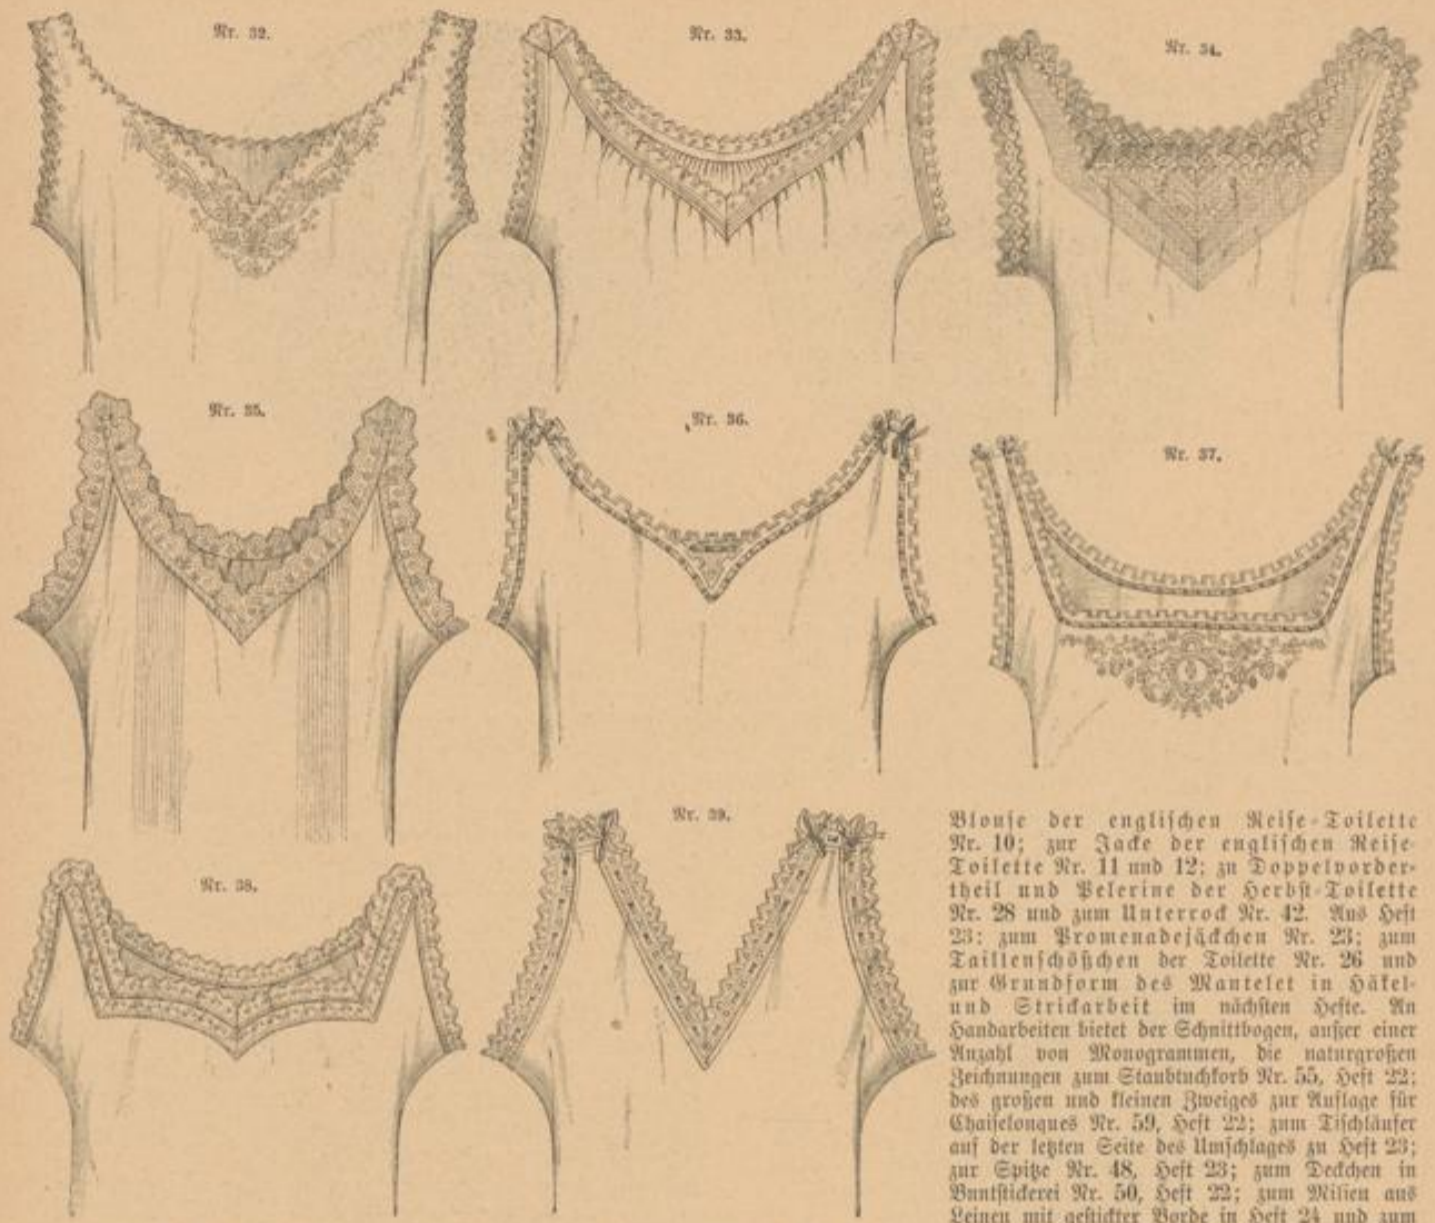 Nr. 32.
Nr. 33.
Nr. 34.
Nr. 35.
Nr. 36.
Nr. 37.
Nr. 38.
Nr. 39.
Blouse der englischen Reise-Toilette
Nr. 10; zur Jacke der englischen Reise-
Toilette Nr. 11 und 12; zu Doppelvorder-
theil und Pelerine der Herbst-Toilette
Nr. 28 und zum Unterrock Nr. 42. Aus Heft
23: zum Promenadejäckchen Nr. 23; zum
Taillenschößchen der Toilette Nr. 26 und
zur Grundform des Mantelet in Häkel-
und Strickarbeit im nächsten Hefte. An
Handarbeiten bietet der Schnittbogen, außer einer
Anzahl von Monogrammen, die naturgroßen
Zeichnungen zum Staubtuchkorb Nr. 55, Heft 22;
des großen und kleinen Zweiges zur Auflage für
Chaiselongues Nr. 59, Heft 22; zum Tischläufer
auf der letzten Seite des Umschlages zu Heft 23;
zur Spitze Nr. 48, Heft 23; zum Deckchen in
Buntstickerei Nr. 50, Heft 22; zum Milieu aus
Leinen mit gestickter Borde in Heft 24 und zum